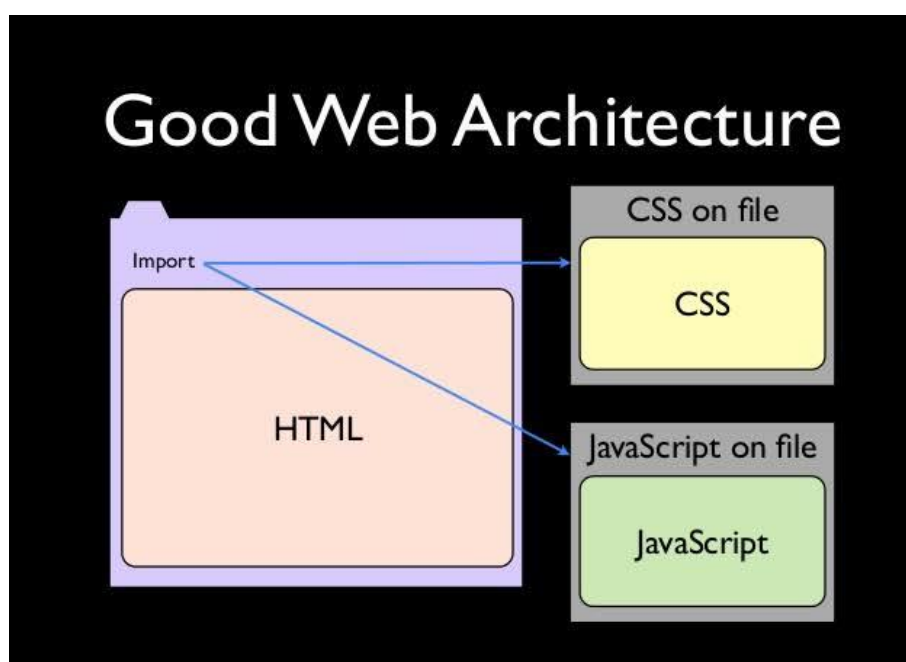 Good Web Architecture
Import
HTML
CSS on file
CSS
JavaScript on file
JavaScript